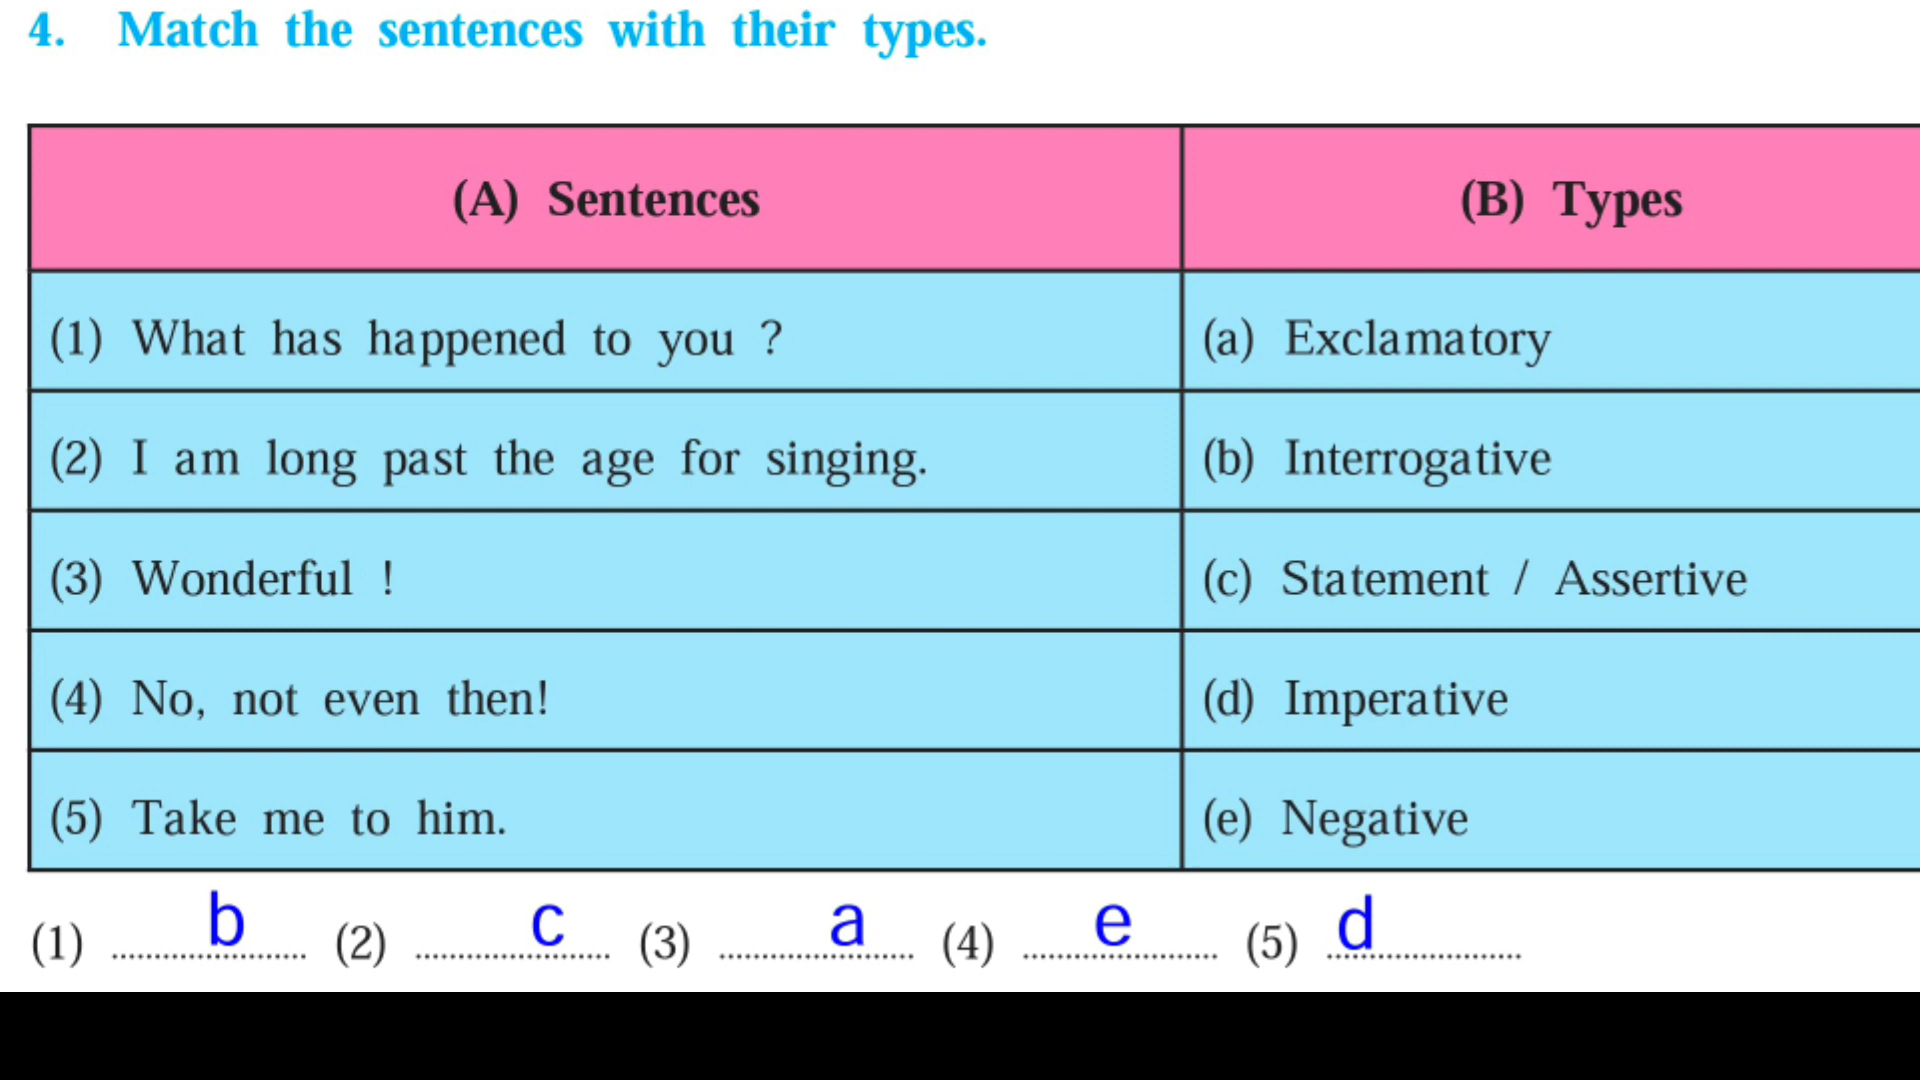 4. Match the sentences with their types.
(A) Sentences (B) Types
(1) What has happened to you ? (a) Exclamatory
(2) I am long past the age for singing. (b) Interrogative
(3) Wonderful ! (c) Statement / Assertive
(4) No, not even then! (d) Imperative
(5) Take me to him. (e) Negative
(1) ........b........ (2) ........c........ (3) ........a........ (4) ........e........ (5) d................